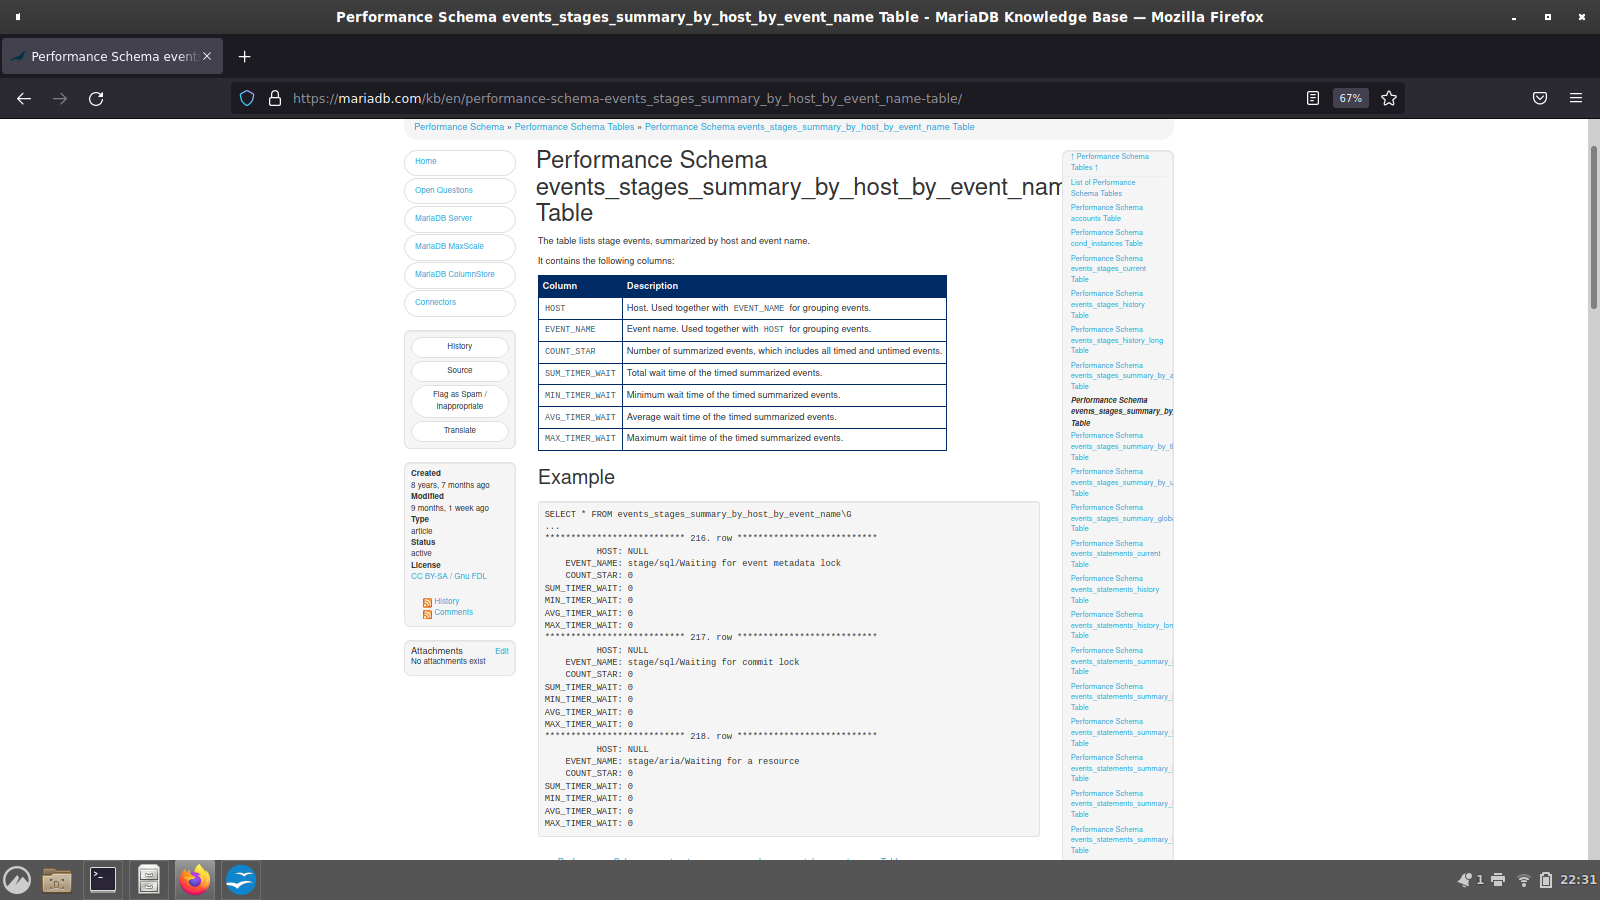 Performance Schema events_stages_summary_by_host_by_event_name Table - MariaDB Knowledge Base — Mozilla Firefox
Performance Schema event
https://mariadb.com/kb/en/performance-schema-events_stages_summary_by_host_by_event_name-table/
67%
Performance Schema » Performance Schema Tables » Performance Schema events_stages_summary_by_host_by_event_name Table
Home
Open Questions
MariaDB Server
MariaDB MaxScale
MariaDB ColumnStore
Connectors
History
Source
Flag as Spam /
Inappropriate
Translate
Created
8 years, 7 months ago
Modified
9 months, 1 week ago
Type
article
Status
active
License
CC BY-SA / Gnu FDL
History
Comments
Attachments Edit
No attachments exist
Performance Schema
events_stages_summary_by_host_by_event_nam
Table
The table lists stage events, summarized by host and event name.
It contains the following columns:
Column Description
HOST Host. Used together with EVENT_NAME for grouping events.
EVENT_NAME Event name. Used together with HOST for grouping events.
COUNT_STAR Number of summarized events, which includes all timed and untimed events.
SUM_TIMER_WAIT Total wait time of the timed summarized events.
MIN_TIMER_WAIT Minimum wait time of the timed summarized events.
AVG_TIMER_WAIT Average wait time of the timed summarized events.
MAX_TIMER_WAIT Maximum wait time of the timed summarized events.
Example
SELECT * FROM events_stages_summary_by_host_by_event_name\G
...
*************************** 216. row ***************************
HOST: NULL
EVENT_NAME: stage/sql/Waiting for event metadata lock
COUNT_STAR: 0
SUM_TIMER_WAIT: 0
MIN_TIMER_WAIT: 0
AVG_TIMER_WAIT: 0
MAX_TIMER_WAIT: 0
*************************** 217. row ***************************
HOST: NULL
EVENT_NAME: stage/sql/Waiting for commit lock
COUNT_STAR: 0
SUM_TIMER_WAIT: 0
MIN_TIMER_WAIT: 0
AVG_TIMER_WAIT: 0
MAX_TIMER_WAIT: 0
*************************** 218. row ***************************
HOST: NULL
EVENT_NAME: stage/aria/Waiting for a resource
COUNT_STAR: 0
SUM_TIMER_WAIT: 0
MIN_TIMER_WAIT: 0
AVG_TIMER_WAIT: 0
MAX_TIMER_WAIT: 0
↑ Performance Schema
Tables ↑
List of Performance
Schema Tables
Performance Schema
accounts Table
Performance Schema
cond_instances Table
Performance Schema
events_stages_current
Table
Performance Schema
events_stages_history
Table
Performance Schema
events_stages_history_long
Table
Performance Schema
events_stages_summary_by_a
Table
Performance Schema
events_stages_summary_by_
Table
Performance Schema
events_stages_summary_by_t
Table
Performance Schema
events_stages_summary_by_u
Table
Performance Schema
events_stages_summary_globa
Table
Performance Schema
events_statements_current
Table
Performance Schema
events_statements_history
Table
Performance Schema
events_statements_history_lon
Table
Performance Schema
events_statements_summary_
Table
Performance Schema
events_statements_summary_
Table
Performance Schema
events_statements_summary_
Table
Performance Schema
events_statements_summary_
Table
Performance Schema
events_statements_summary_
Table
Performance Schema
events_statements_summary_
Table
1
22:31